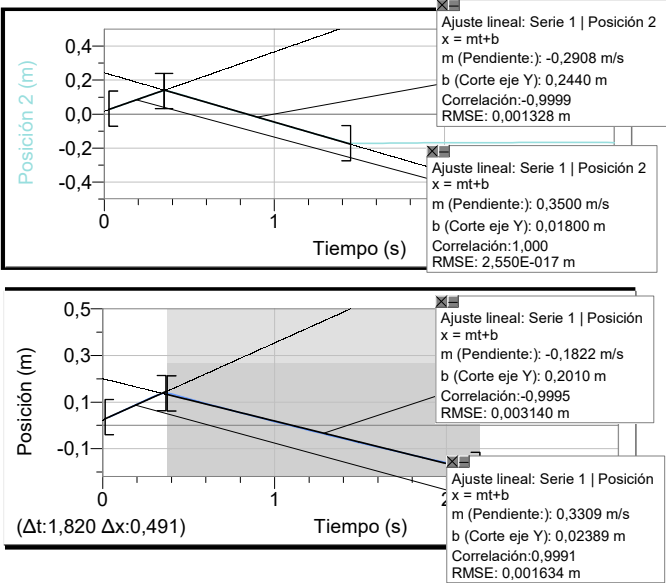 Ajuste lineal: Serie 1 | Posición 2
x = mt+b
m (Pendiente:): -0,2908 m/s
b (Corte eje Y): 0,2440 m
Correlación:-0,9999
RMSE: 0,001328 m
Posición 2 (m)
0,4
0,2
0,0
-0,2
-0,4
0
1
Tiempo (s)
Ajuste lineal: Serie 1 | Posición 2
x = mt+b
m (Pendiente:): 0,3500 m/s
b (Corte eje Y): 0,01800 m
Correlación:1,000
RMSE: 2,550E-017 m
Posición (m)
0,5
0,3
0,1
-0,1
0
1
2
(Δt:1,820 Δx:0,491)
Tiempo (s)
Ajuste lineal: Serie 1 | Posición
x = mt+b
m (Pendiente:): -0,1822 m/s
b (Corte eje Y): 0,2010 m
Correlación:-0,9995
RMSE: 0,003140 m
Ajuste lineal: Serie 1 | Posición
x = mt+b
m (Pendiente:): 0,3309 m/s
b (Corte eje Y): 0,02389 m
Correlación:0,9991
RMSE: 0,001634 m